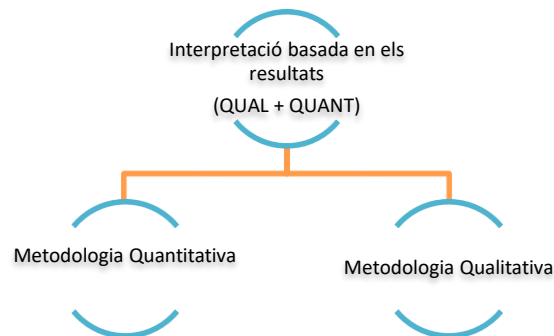 Interpretació basada en els
resultats
(QUAL + QUANT)
Metodologia Quantitativa
Metodologia Qualitativa